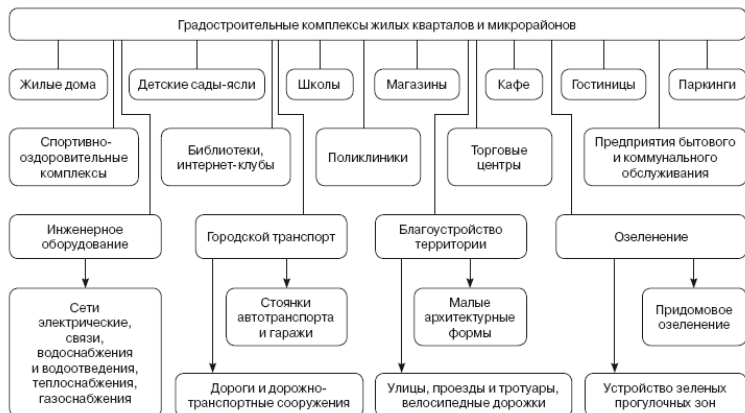 Градостроительные комплексы жилых кварталов и микрорайонов
Жилые дома
Детские сады-ясли
Школы
Магазины
Кафе
Гостиницы
Паркинги
Спортивно-
оздоровительные
комплексы
Библиотеки,
интернет-клубы
Поликлиники
Торговые
центры
Предприятия бытового
и коммунального
обслуживания
Инженерное
оборудование
Городской транспорт
Благоустройство
территории
Озеленение
Сети
электрические,
связи,
водоснабжения
и водоотведения,
теплоснабжения,
газоснабжения
Стоянки
автотранспорта
и гаражи
Малые
архитектурные
формы
Придомовое
озеленение
Дороги и дорожно-
транспортные сооружения
Улицы, проезды и тротуары,
велосипедные дорожки
Устройство зеленых
прогулочных зон